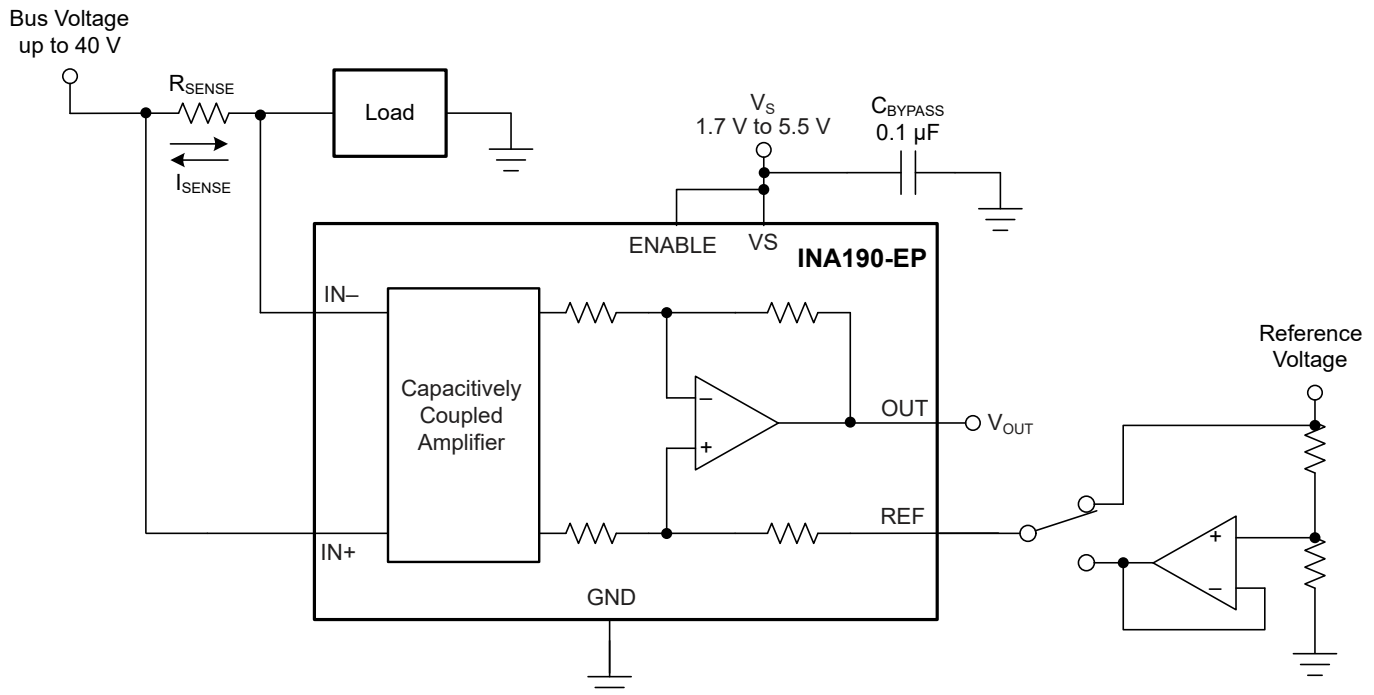 Bus Voltage
up to 40 V
RSENSE
Load
ISENSE
VS
1.7 V to 5.5 V
CBYPASS
0.1 µF
ENABLE
VS
INA190-EP
IN–
Capacitively
Coupled
Amplifier
–
+
OUT
VOUT
REF
IN+
GND
Reference
Voltage
+
–